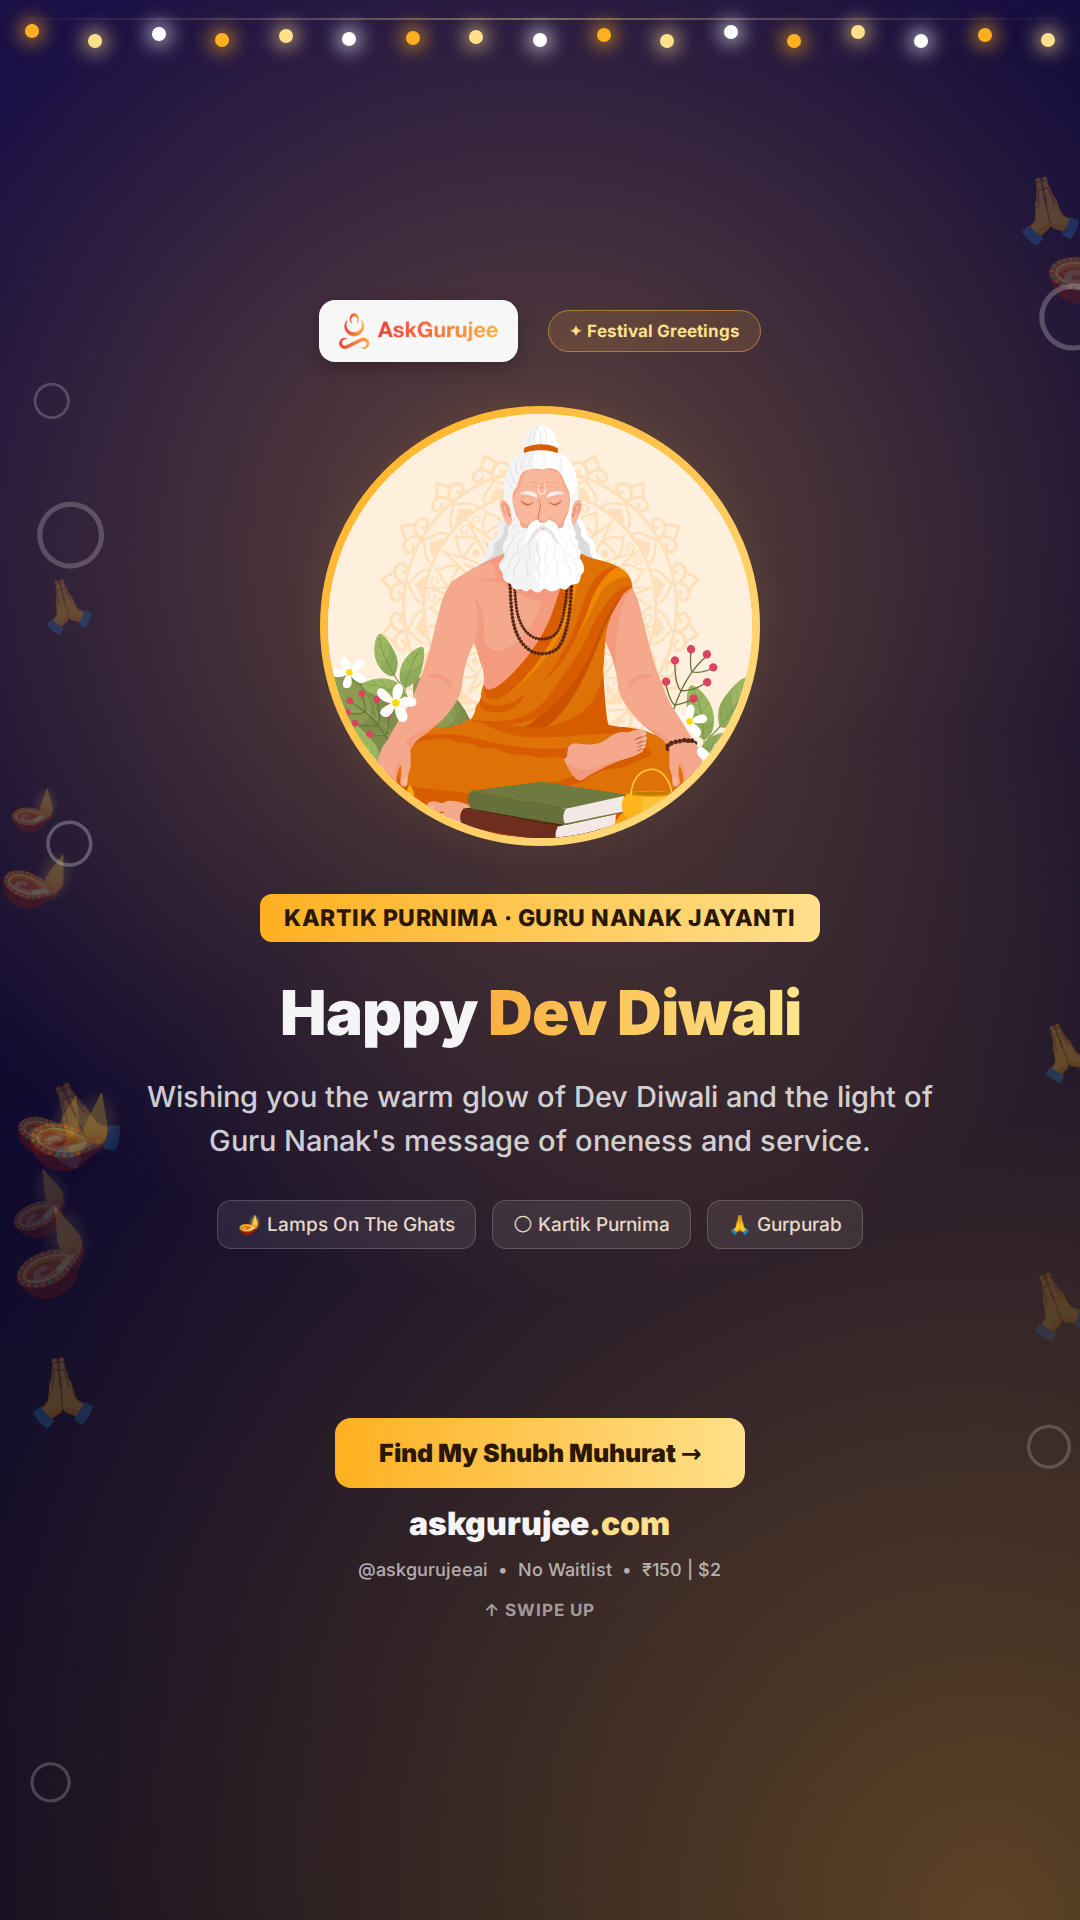 AskGurujee
✦ Festival Greetings
KARTIK PURNIMA · GURU NANAK JAYANTI
Happy Dev Diwali
Wishing you the warm glow of Dev Diwali and the light of
Guru Nanak's message of oneness and service.
🪔 Lamps On The Ghats
○ Kartik Purnima
🙏 Gurpurab
Find My Shubh Muhurat →
askgurujee.com
@askgurujeeai • No Waitlist • ₹150 | $2
↑ SWIPE UP